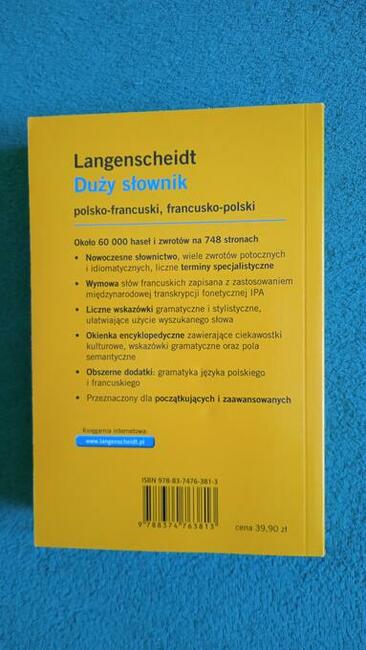 Langenscheidt
Duży słownik
polsko-francuski, francusko-polski
Około 60 000 haseł i zwrotów na 748 stronach
• Nowoczesne słownictwo, wiele zwrotów potocznych
i idiomatycznych, liczne terminy specjalistyczne
• Wymowa słów francuskich zapisana z zastosowaniem
międzynarodowej transkrypcji fonetycznej IPA
• Liczne wskazówki gramatyczne i stylistyczne,
ułatwiające użycie wyszukanego słowa
• Okienka encyklopedyczne zawierające ciekawostki
kulturowe, wskazówki gramatyczne oraz pola
semantyczne
• Obszerne dodatki: gramatyka języka polskiego
i francuskiego
• Przeznaczony dla początkujących i zaawansowanych
Księgarnia internetowa:
www.langenscheidt.pl
ISBN 978-83-7476-381-3
9 788374 763813
cena 39,90 zł